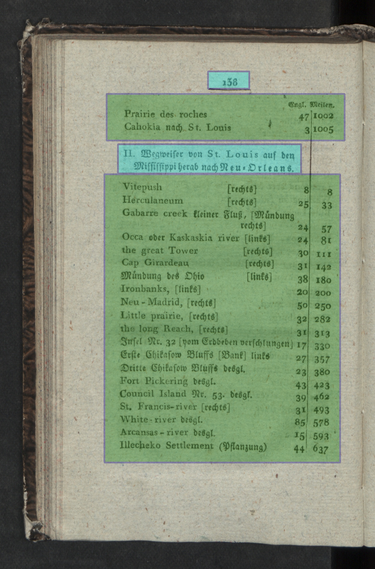 158
Engl. Meilen.
Prairie des roches 47 1002
Cahokia nach St. Louis 3 1005
II. Wegweiser von St. Louis auf den
Mississippi herab nach Neu-Orleans.
Vitepush [rechts] 8 8
Herculaneum [rechts] 25 33
Gabarre creek kleiner Fluß, [Mündung
rechts] 24 57
Occa oder Kaskaskia river [links] 24 81
the great Tower [rechts] 30 111
Cap Girardeau [rechts] 31 142
Mündung des Ohio [links] 38 180
Ironbanks, [links] 20 200
Neu-Madrid, [rechts] 50 250
Little prairie, [rechts] 32 282
the long Reach, [rechts] 31 313
Insel Nr. 32 [vom Erdbeben verschlungen] 17 330
Erste Chikasow Bluffs [Bank] links 27 357
Dritte Chikasow Bluffs desgl. 23 380
Fort Pickering desgl. 43 423
Council Island Nr. 53. desgl. 39 462
St. Francis-river [rechts] 31 493
White-river desgl. 85 578
Arcansas-river desgl. 15 593
Illecheko Settlement (Pflanzung) 44 637